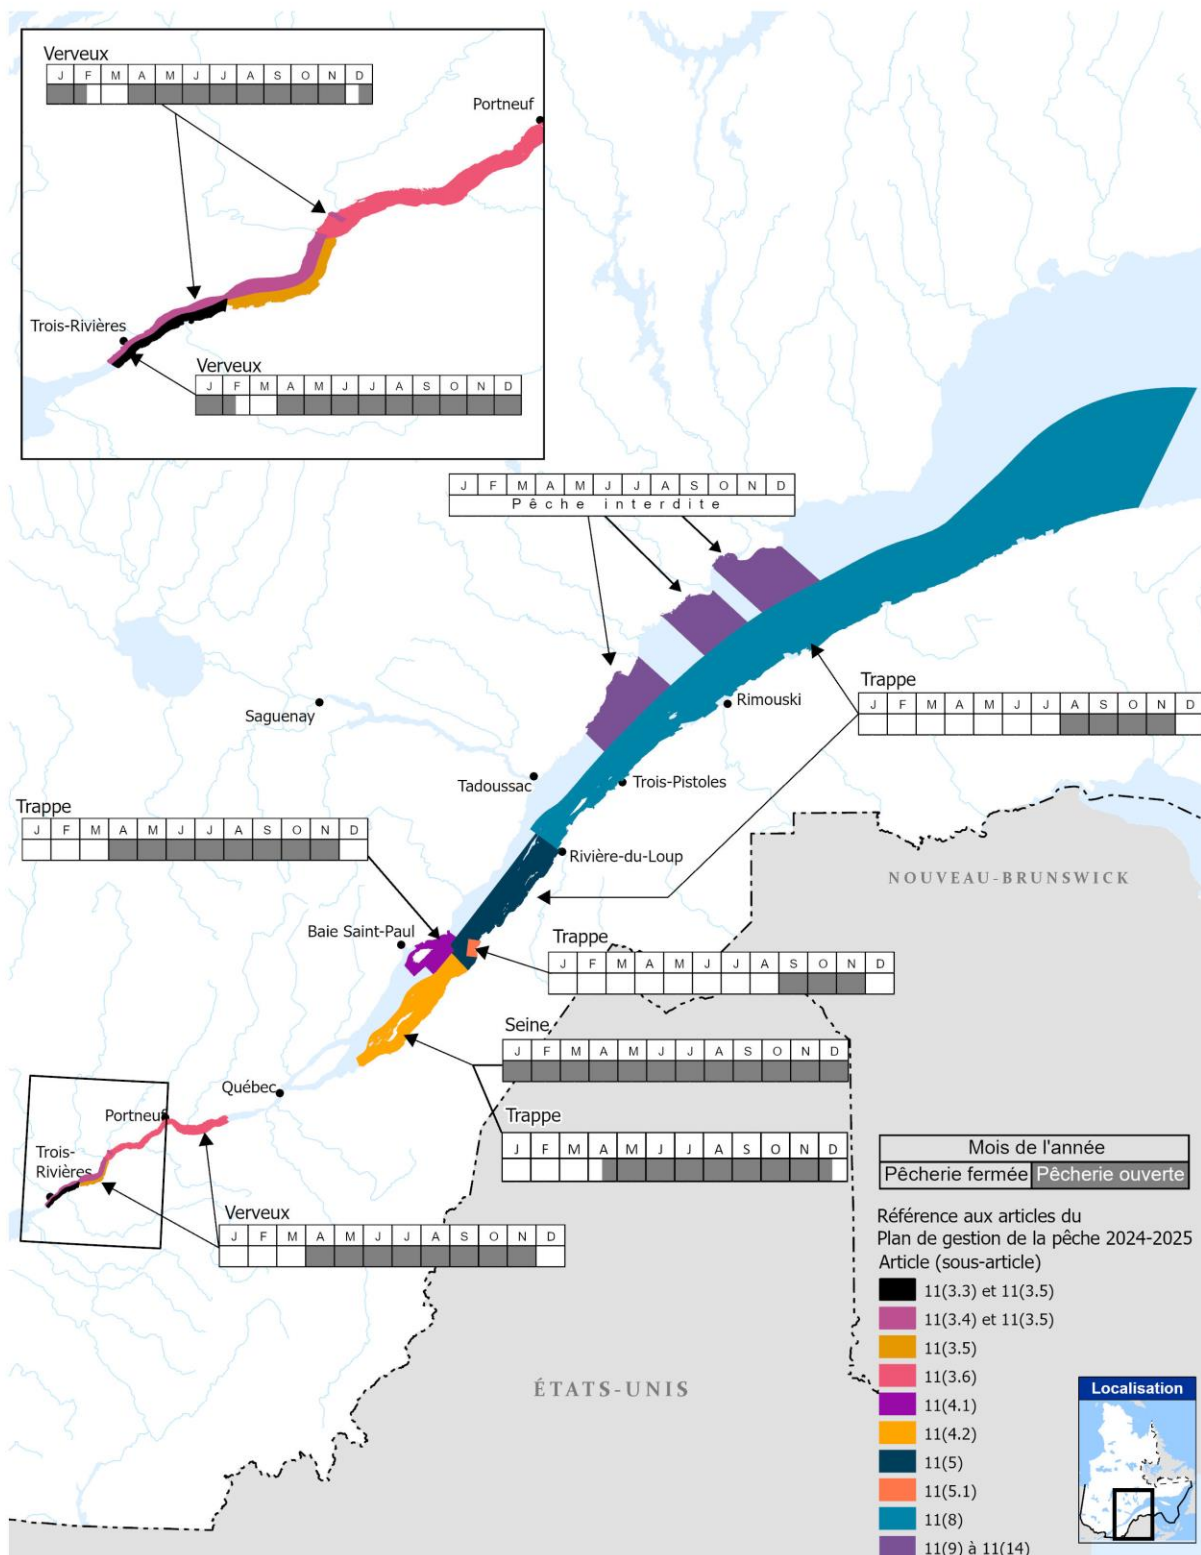 Verveux
J F M A M J J A S O N D
Portneuf
Trois-Rivières
Verveux
J F M A M J J A S O N D
J F M A M J J A S O N D
Pêche interdite
Rimouski
Trappe
J F M A M J J A S O N D
Saguenay
Tadoussac
Trois-Pistoles
Trappe
J F M A M J J A S O N D
Rivière-du-Loup
NOUVEAU-BRUNSWICK
Baie Saint-Paul
Trappe
J F M A M J J A S O N D
Seine
J F M A M J J A S O N D
Québec
Portneuf
Trappe
J F M A M J J A S O N D
Trois-
Rivières
Verveux
J F M A M J J A S O N D
Mois de l'année
Pêcherie fermée Pêcherie ouverte
Référence aux articles du
Plan de gestion de la pêche 2024-2025
Article (sous-article)
11(3.3) et 11(3.5)
11(3.4) et 11(3.5)
11(3.5)
11(3.6)
11(4.1)
11(4.2)
11(5)
11(5.1)
11(8)
11(9) à 11(14)
ÉTATS-UNIS
Localisation